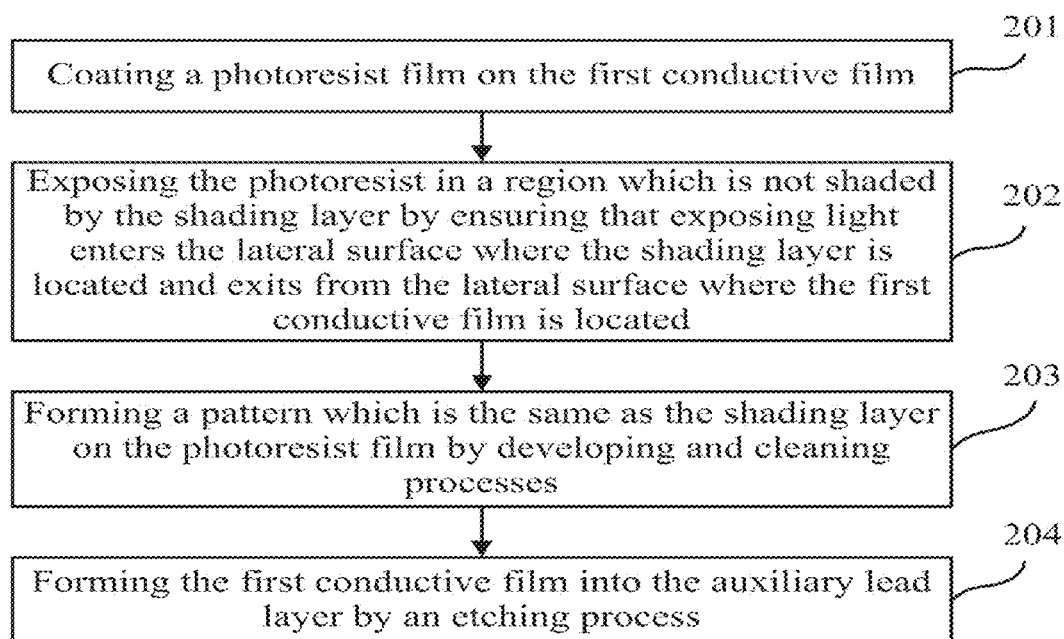 201
Coating a photoresist film on the first conductive film
202
Exposing the photoresist in a region which is not shaded
by the shading layer by ensuring that exposing light
enters the lateral surface where the shading layer is
located and exits from the lateral surface where the first
conductive film is located
203
Forming a pattern which is the same as the shading layer
on the photoresist film by developing and cleaning
processes
204
Forming the first conductive film into the auxiliary lead
layer by an etching process